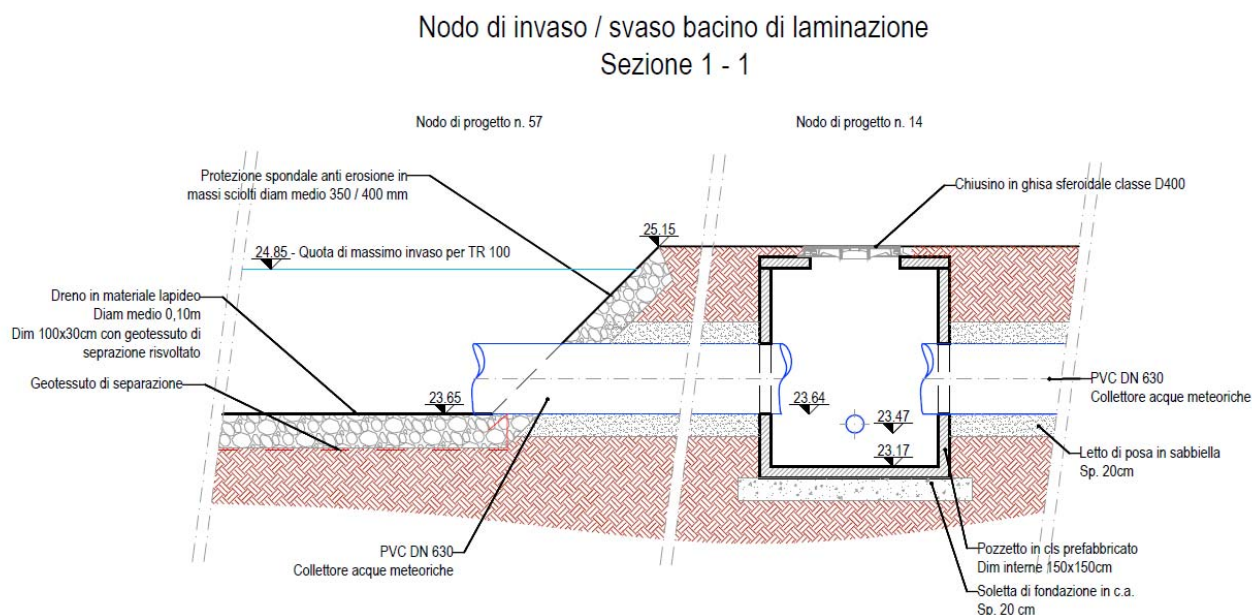 Nodo di invaso / svaso bacino di laminazione
Sezione 1 - 1
Nodo di progetto n. 57
Nodo di progetto n. 14
Protezione spondale anti erosione in
massi sciolti diam medio 350 / 400 mm
Chiusino in ghisa sferoidale classe D400
25.15
24.85 - Quota di massimo invaso per TR 100
Dreno in materiale lapideo
Diam medio 0,10m
Dim 100x30cm con geotessuto di
seprazione risvoltato
Geotessuto di separazione
PVC DN 630
Collettore acque meteoriche
23.65
23.64
23.47
23.17
Letto di posa in sabbiella
Sp. 20cm
PVC DN 630
Collettore acque meteoriche
Pozzetto in cls prefabbricato
Dim interne 150x150cm
Soletta di fondazione in c.a.
Sp. 20 cm